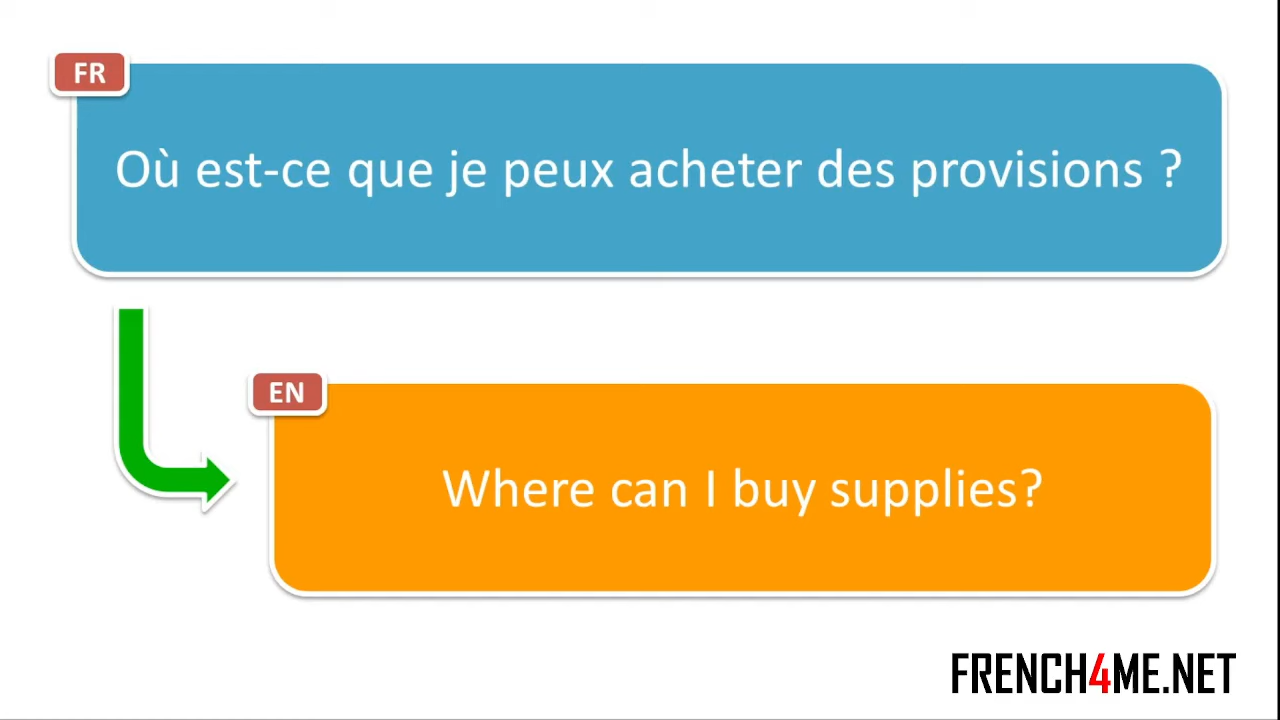 FR
Où est-ce que je peux acheter des provisions ?
EN
Where can I buy supplies?
FRENCH4ME.NET